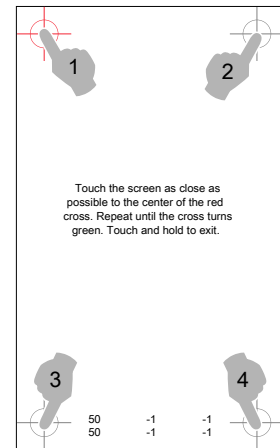 1
2
Touch the screen as close as
possible to the center of the red
cross. Repeat until the cross turns
green. Touch and hold to exit.
3
4
50 -1 -1
50 -1 -1